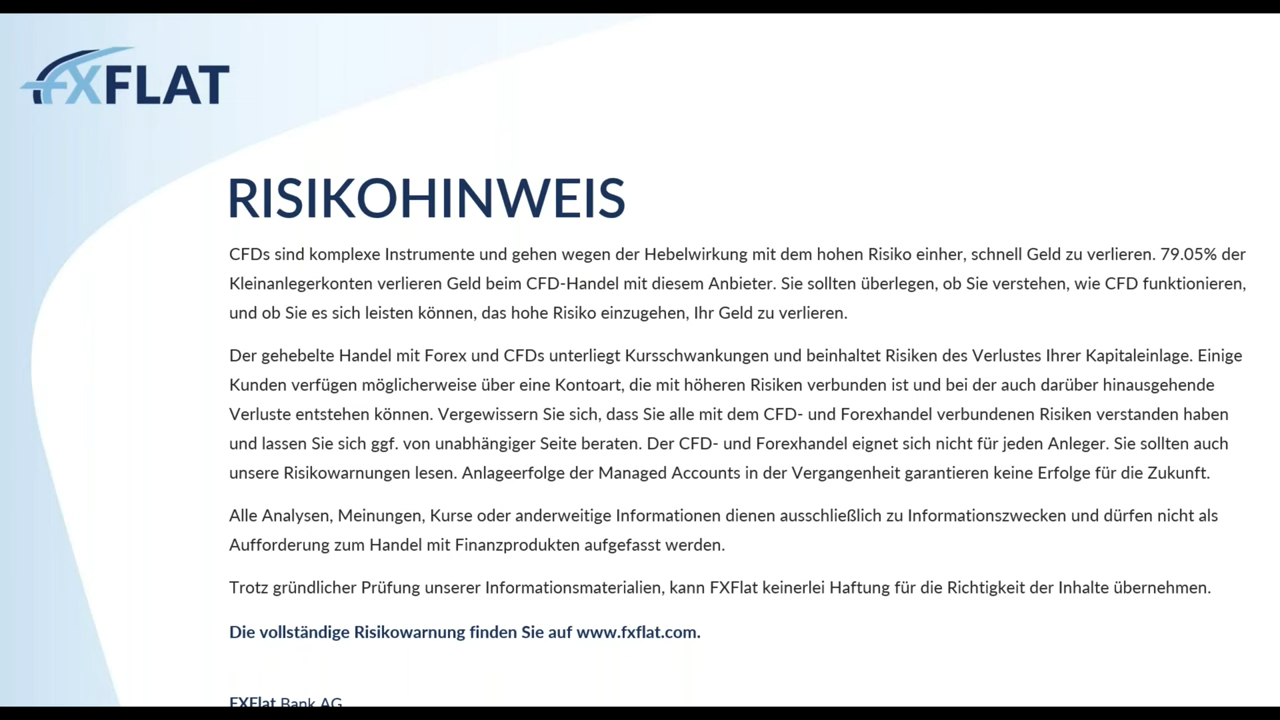 FXFLAT
RISIKOHINWEIS
CFDs sind komplexe Instrumente und gehen wegen der Hebelwirkung mit dem hohen Risiko einher, schnell Geld zu verlieren. 79.05% der
Kleinanlegerkonten verlieren Geld beim CFD-Handel mit diesem Anbieter. Sie sollten überlegen, ob Sie verstehen, wie CFD funktionieren,
und ob Sie es sich leisten können, das hohe Risiko einzugehen, Ihr Geld zu verlieren.
Der gehebelte Handel mit Forex und CFDs unterliegt Kursschwankungen und beinhaltet Risiken des Verlustes Ihrer Kapitaleinlage. Einige
Kunden verfügen möglicherweise über eine Kontoart, die mit höheren Risiken verbunden ist und bei der auch darüber hinausgehende
Verluste entstehen können. Vergewissern Sie sich, dass Sie alle mit dem CFD- und Forexhandel verbundenen Risiken verstanden haben
und lassen Sie sich ggf. von unabhängiger Seite beraten. Der CFD- und Forexhandel eignet sich nicht für jeden Anleger. Sie sollten auch
unsere Risikowarnungen lesen. Anlageerfolge der Managed Accounts in der Vergangenheit garantieren keine Erfolge für die Zukunft.
Alle Analysen, Meinungen, Kurse oder anderweitige Informationen dienen ausschließlich zu Informationszwecken und dürfen nicht als
Aufforderung zum Handel mit Finanzprodukten aufgefasst werden.
Trotz gründlicher Prüfung unserer Informationsmaterialien, kann FXFlat keinerlei Haftung für die Richtigkeit der Inhalte übernehmen.
Die vollständige Risikowarnung finden Sie auf www.fxflat.com.
FXFlat Bank AG